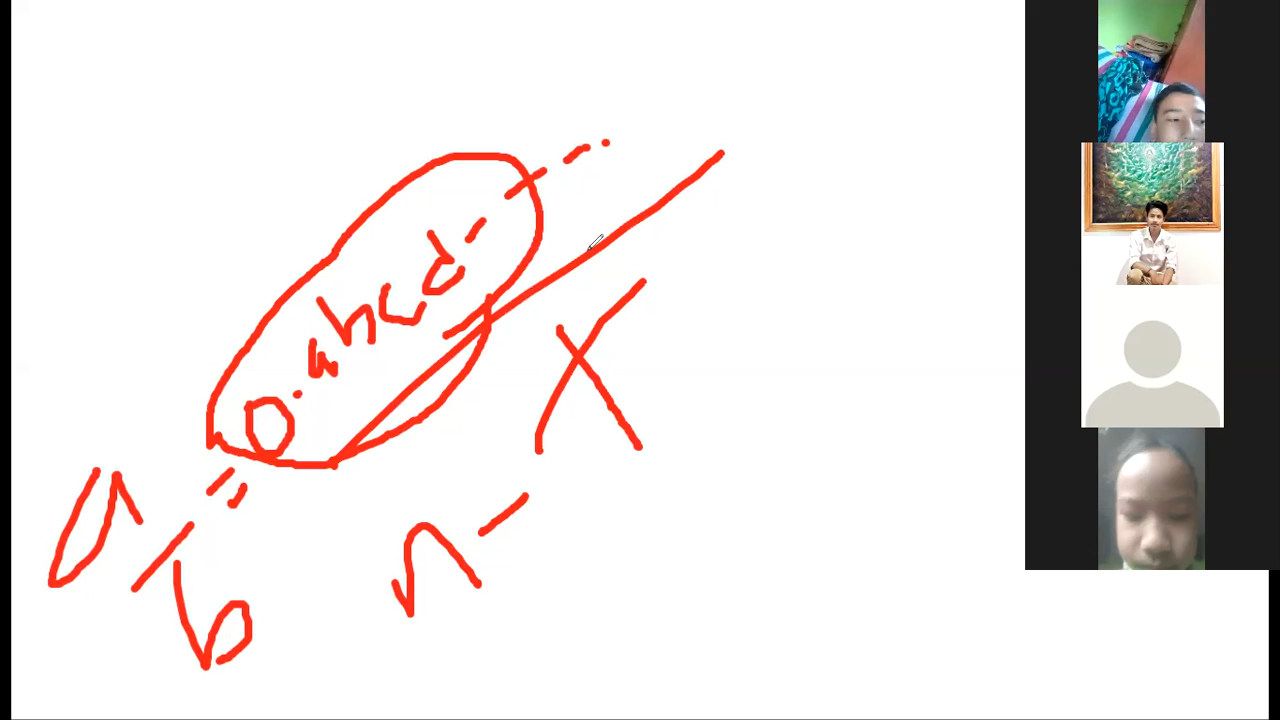 a/b = 0.abcd - - - .
n - x